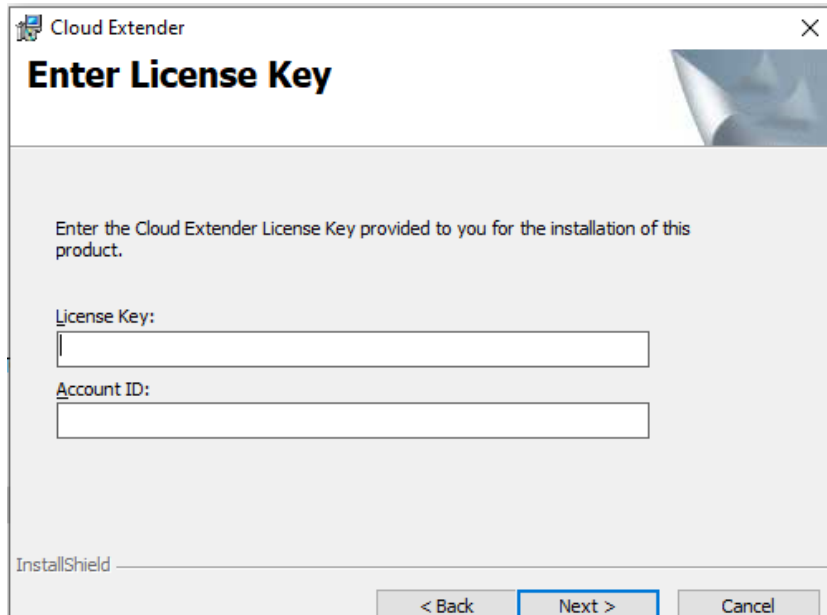 Cloud Extender
Enter License Key
Enter the Cloud Extender License Key provided to you for the installation of this
product.
License Key:
Account ID:
InstallShield
< Back Next > Cancel